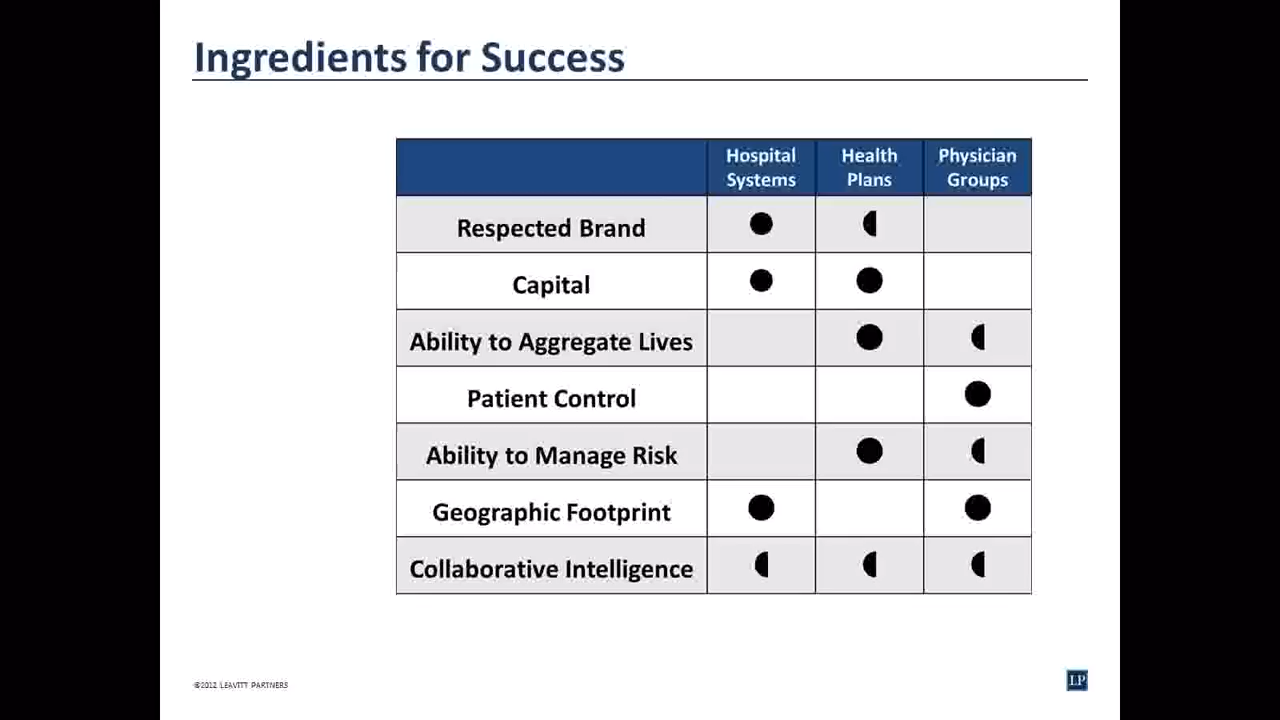 Ingredients for Success
Hospital Systems
Health Plans
Physician Groups
Respected Brand
Capital
Ability to Aggregate Lives
Patient Control
Ability to Manage Risk
Geographic Footprint
Collaborative Intelligence
©2012 LEAVITT PARTNERS
LP